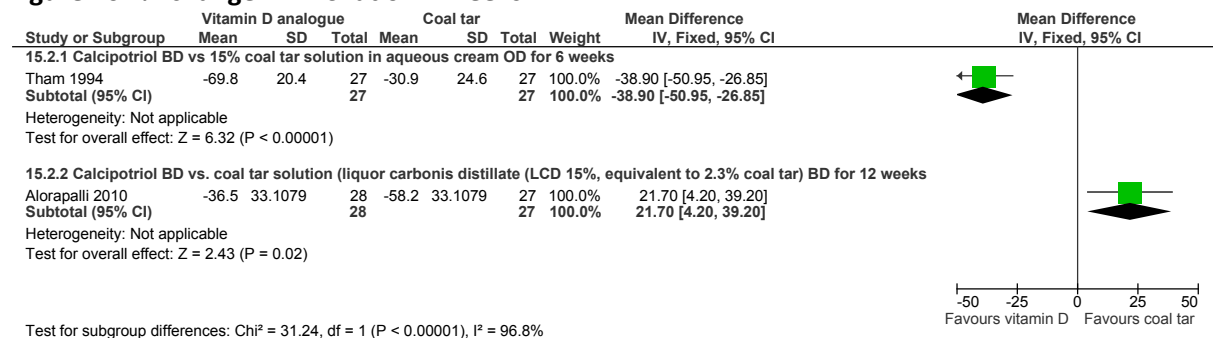 Vitamin D analogue Coal tar Mean Difference Mean Difference
Study or Subgroup Mean SD Total Mean SD Total Weight IV, Fixed, 95% CI IV, Fixed, 95% CI
15.2.1 Calcipotriol BD vs 15% coal tar solution in aqueous cream OD for 6 weeks
Tham 1994 -69.8 20.4 27 -30.9 24.6 27 100.0% -38.90 [-50.95, -26.85]
Subtotal (95% CI) 27 27 100.0% -38.90 [-50.95, -26.85]
Heterogeneity: Not applicable
Test for overall effect: Z = 6.32 (P < 0.00001)
15.2.2 Calcipotriol BD vs. coal tar solution (liquor carbonis distillate (LCD 15%, equivalent to 2.3% coal tar) BD for 12 weeks
Alorapalli 2010 -36.5 33.1079 28 -58.2 33.1079 27 100.0% 21.70 [4.20, 39.20]
Subtotal (95% CI) 28 27 100.0% 21.70 [4.20, 39.20]
Heterogeneity: Not applicable
Test for overall effect: Z = 2.43 (P = 0.02)
-50 -25 0 25 50
Favours vitamin D Favours coal tar
Test for subgroup differences: Chi² = 31.24, df = 1 (P < 0.00001), I² = 96.8%